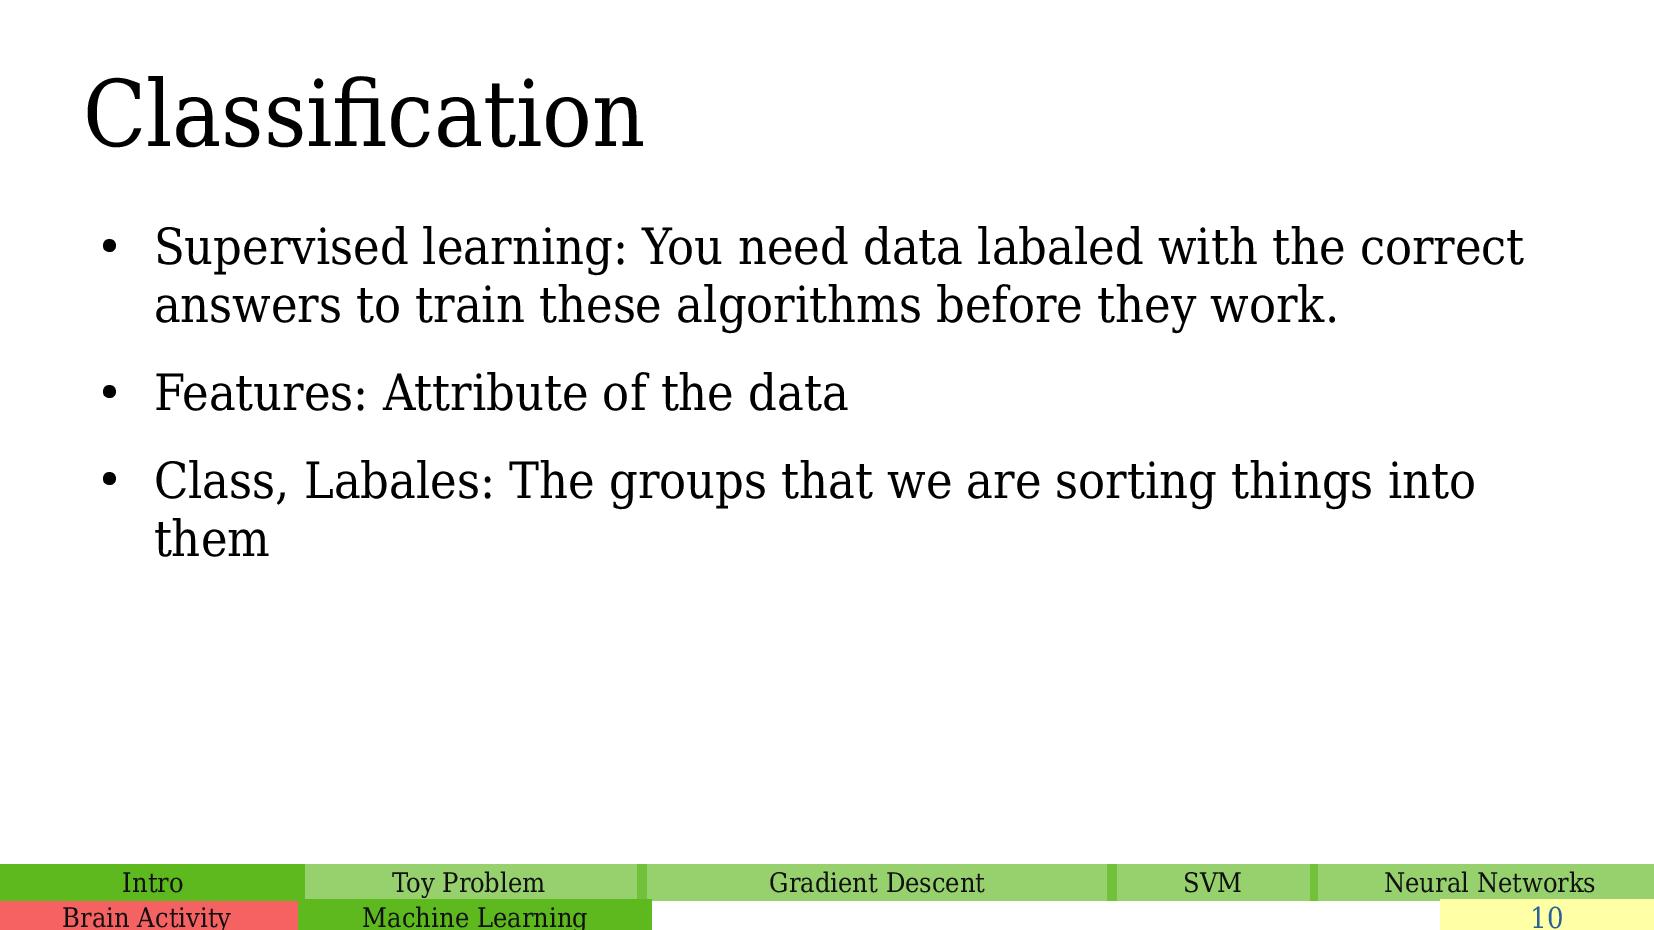 Classification
• Supervised learning: You need data labaled with the correct
answers to train these algorithms before they work.
• Features: Attribute of the data
• Class, Labales: The groups that we are sorting things into
them
Intro Toy Problem Gradient Descent SVM Neural Networks
Brain Activity Machine Learning 10